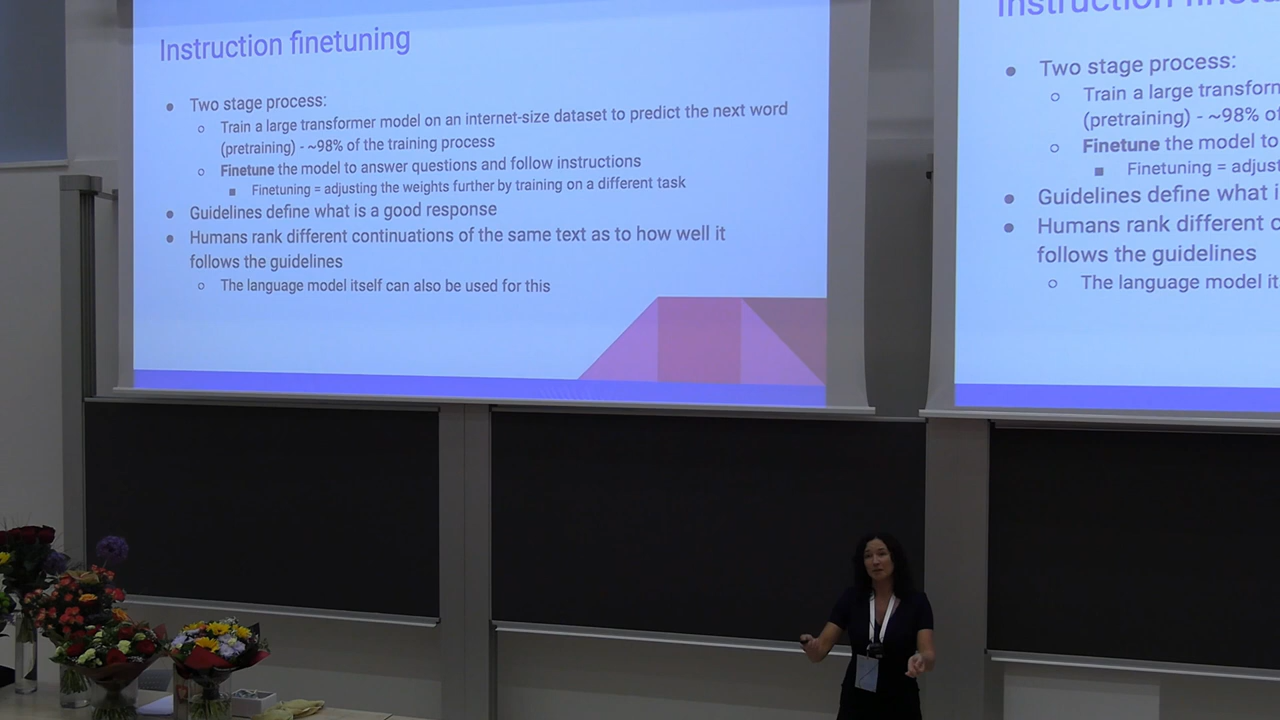 Instruction finetuning
Two stage process:
Train a large transformer model on an internet-size dataset to predict the next word
(pretraining) - ~98% of the training process
Finetune the model to answer questions and follow instructions
Finetuning = adjusting the weights further by training on a different task
Guidelines define what is a good response
Humans rank different continuations of the same text as to how well it
follows the guidelines
The language model itself can also be used for this
Instruction finetu
Two stage process:
Train a large transforn
(pretraining) - ~98% of
Finetune the model to
Finetuning = adjust
Guidelines define what i
Humans rank different c
follows the guidelines
The language model it